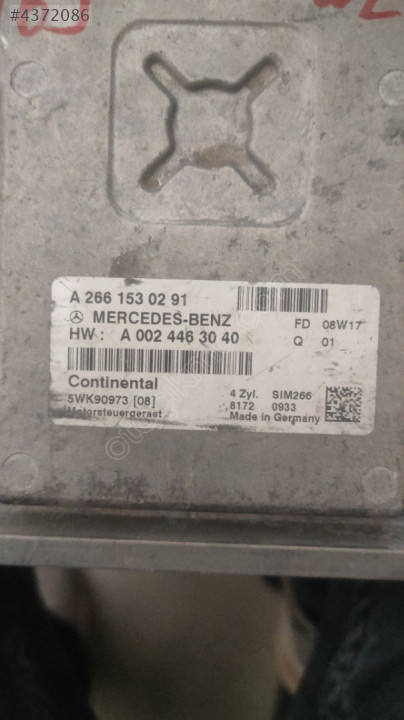 #4372086
A 266 153 02 91
MERCEDES-BENZ
FD 08W17
HW : A 002 446 30 40
Q 01
Continental
5WK90973 [08]
4 Zyl. SIM266
Motorsteuergeraet
8172 0933
Made in Germany